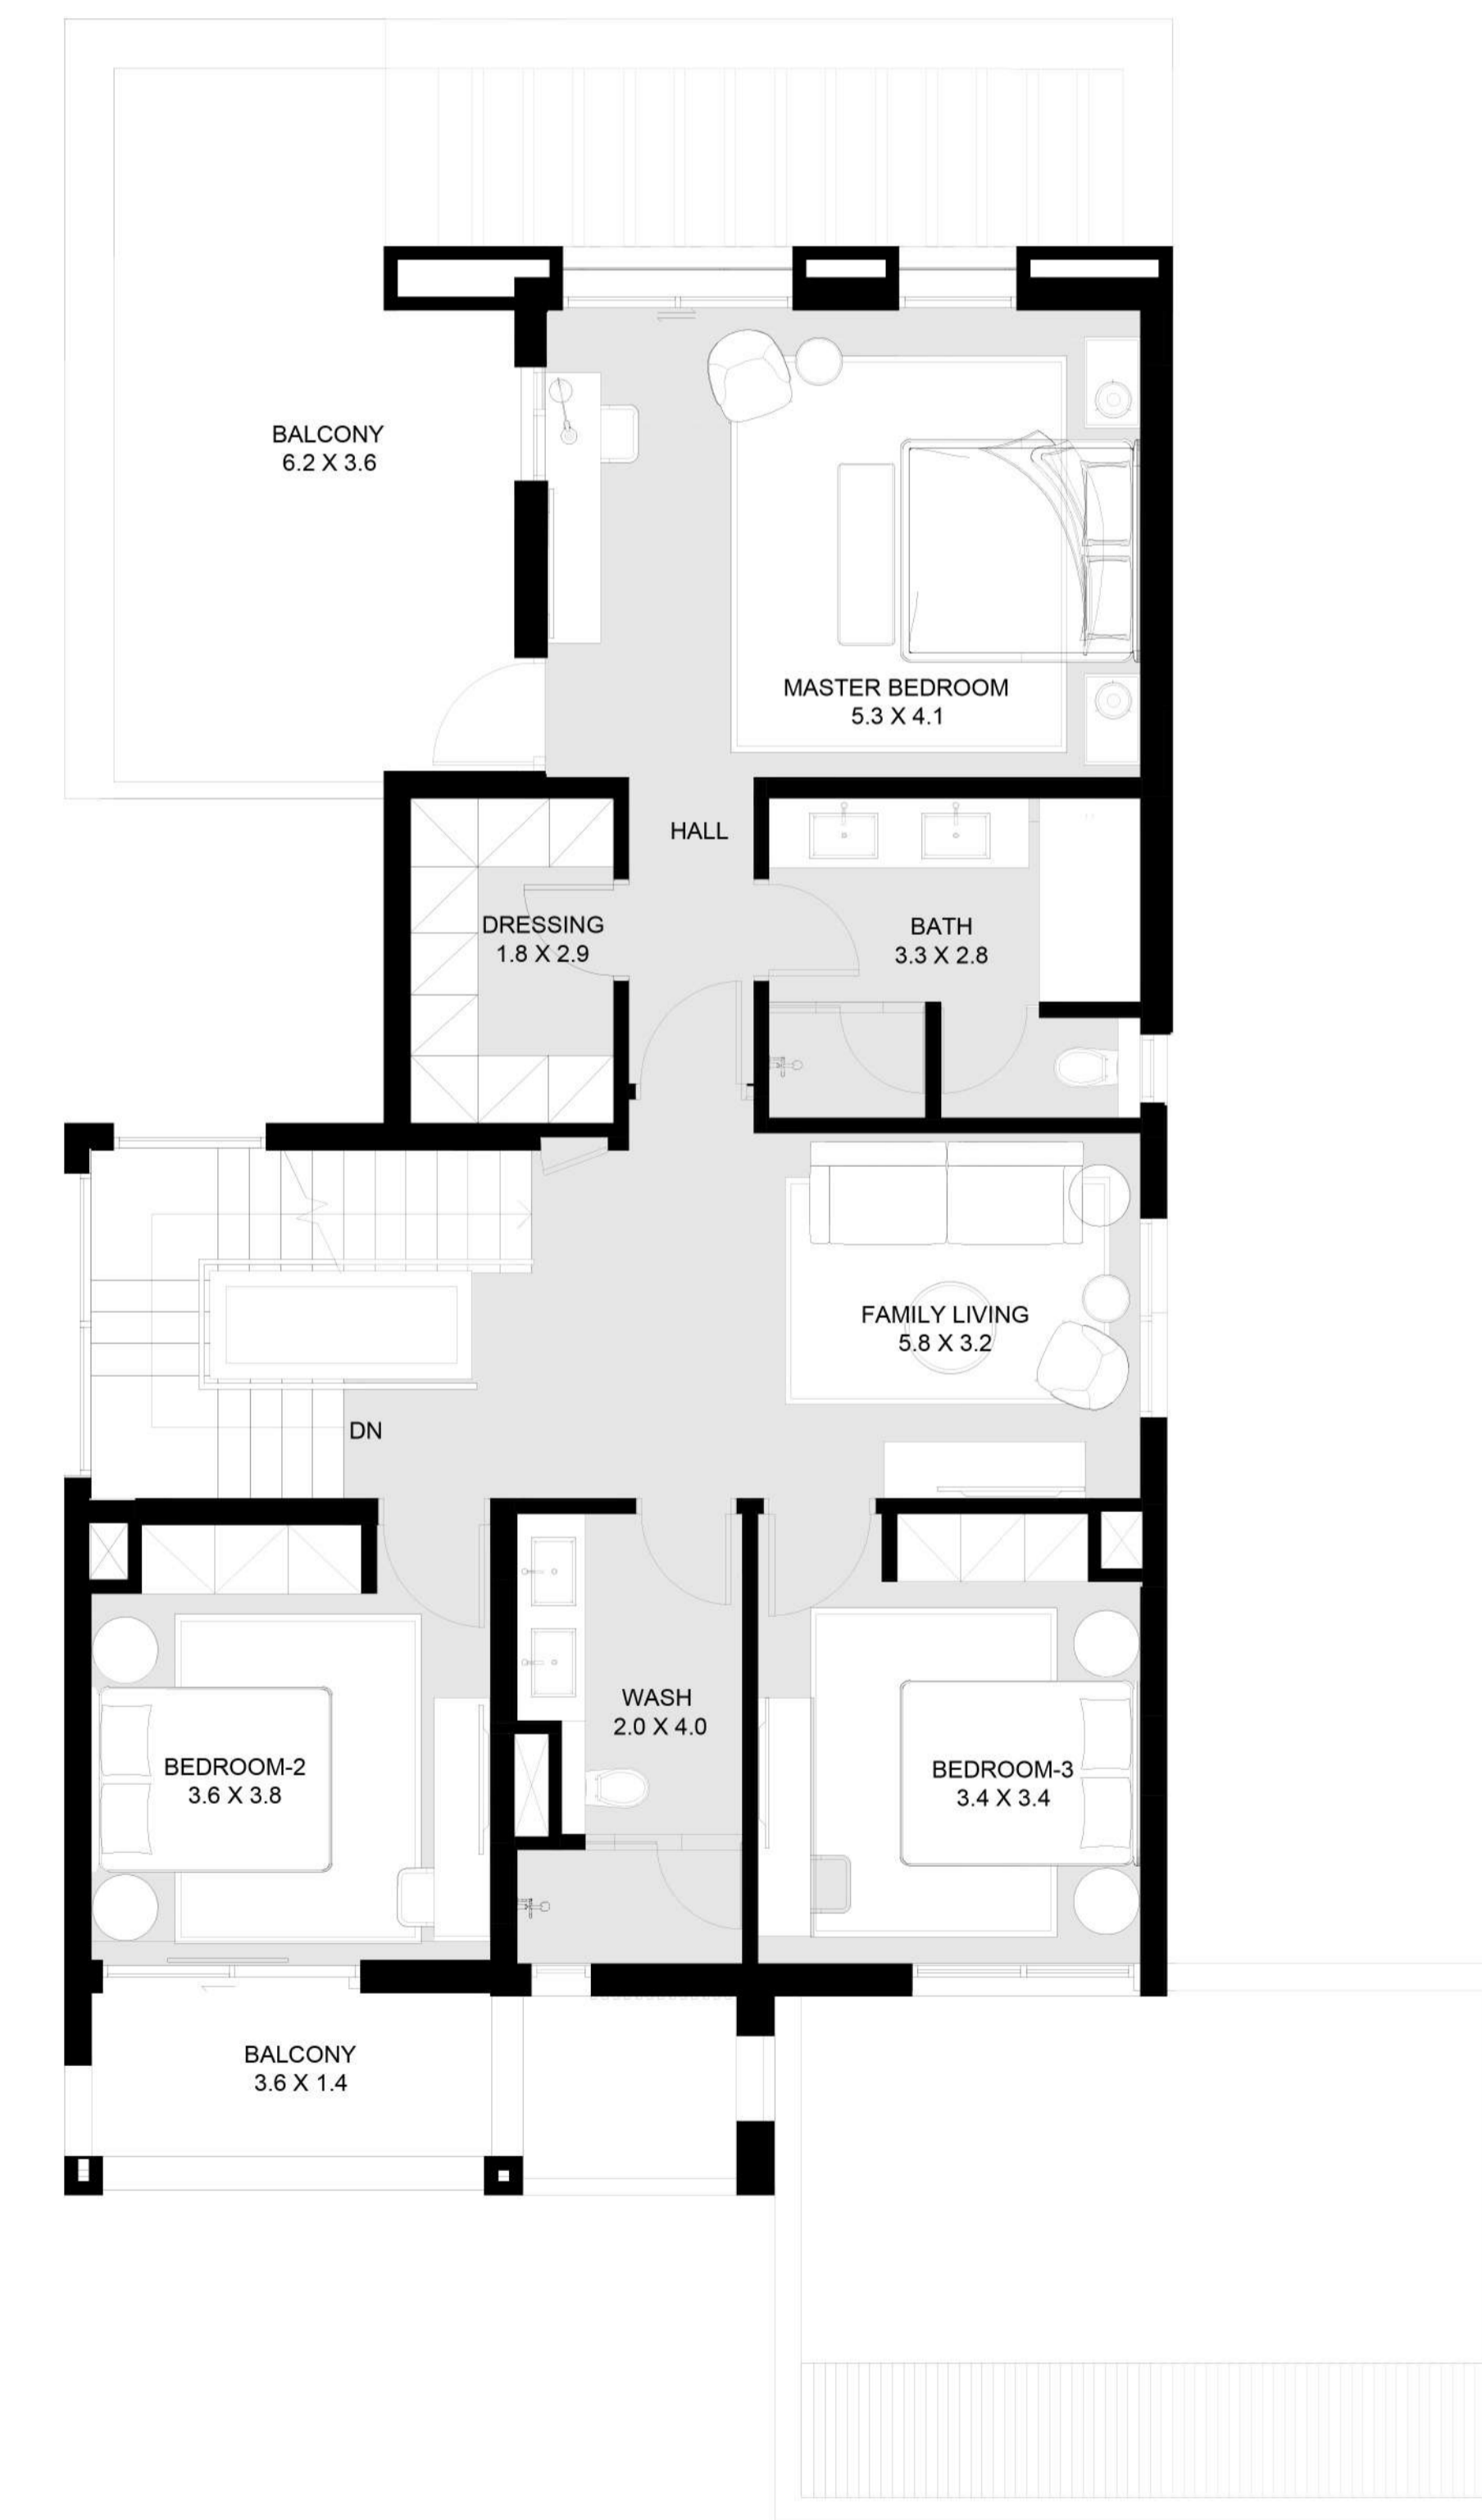 BALCONY
6.2 X 3.6
MASTER BEDROOM
5.3 X 4.1
HALL
DRESSING
1.8 X 2.9
BATH
3.3 X 2.8
FAMILY LIVING
5.8 X 3.2
DN
WASH
2.0 X 4.0
BEDROOM-2
3.6 X 3.8
BEDROOM-3
3.4 X 3.4
BALCONY
3.6 X 1.4